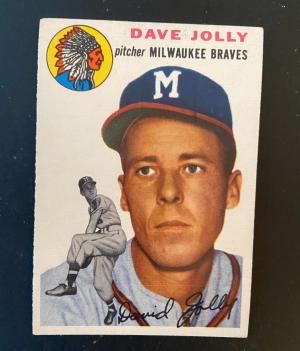 DAVE JOLLY
pitcher MILWAUKEE BRAVES
M
David Jolly